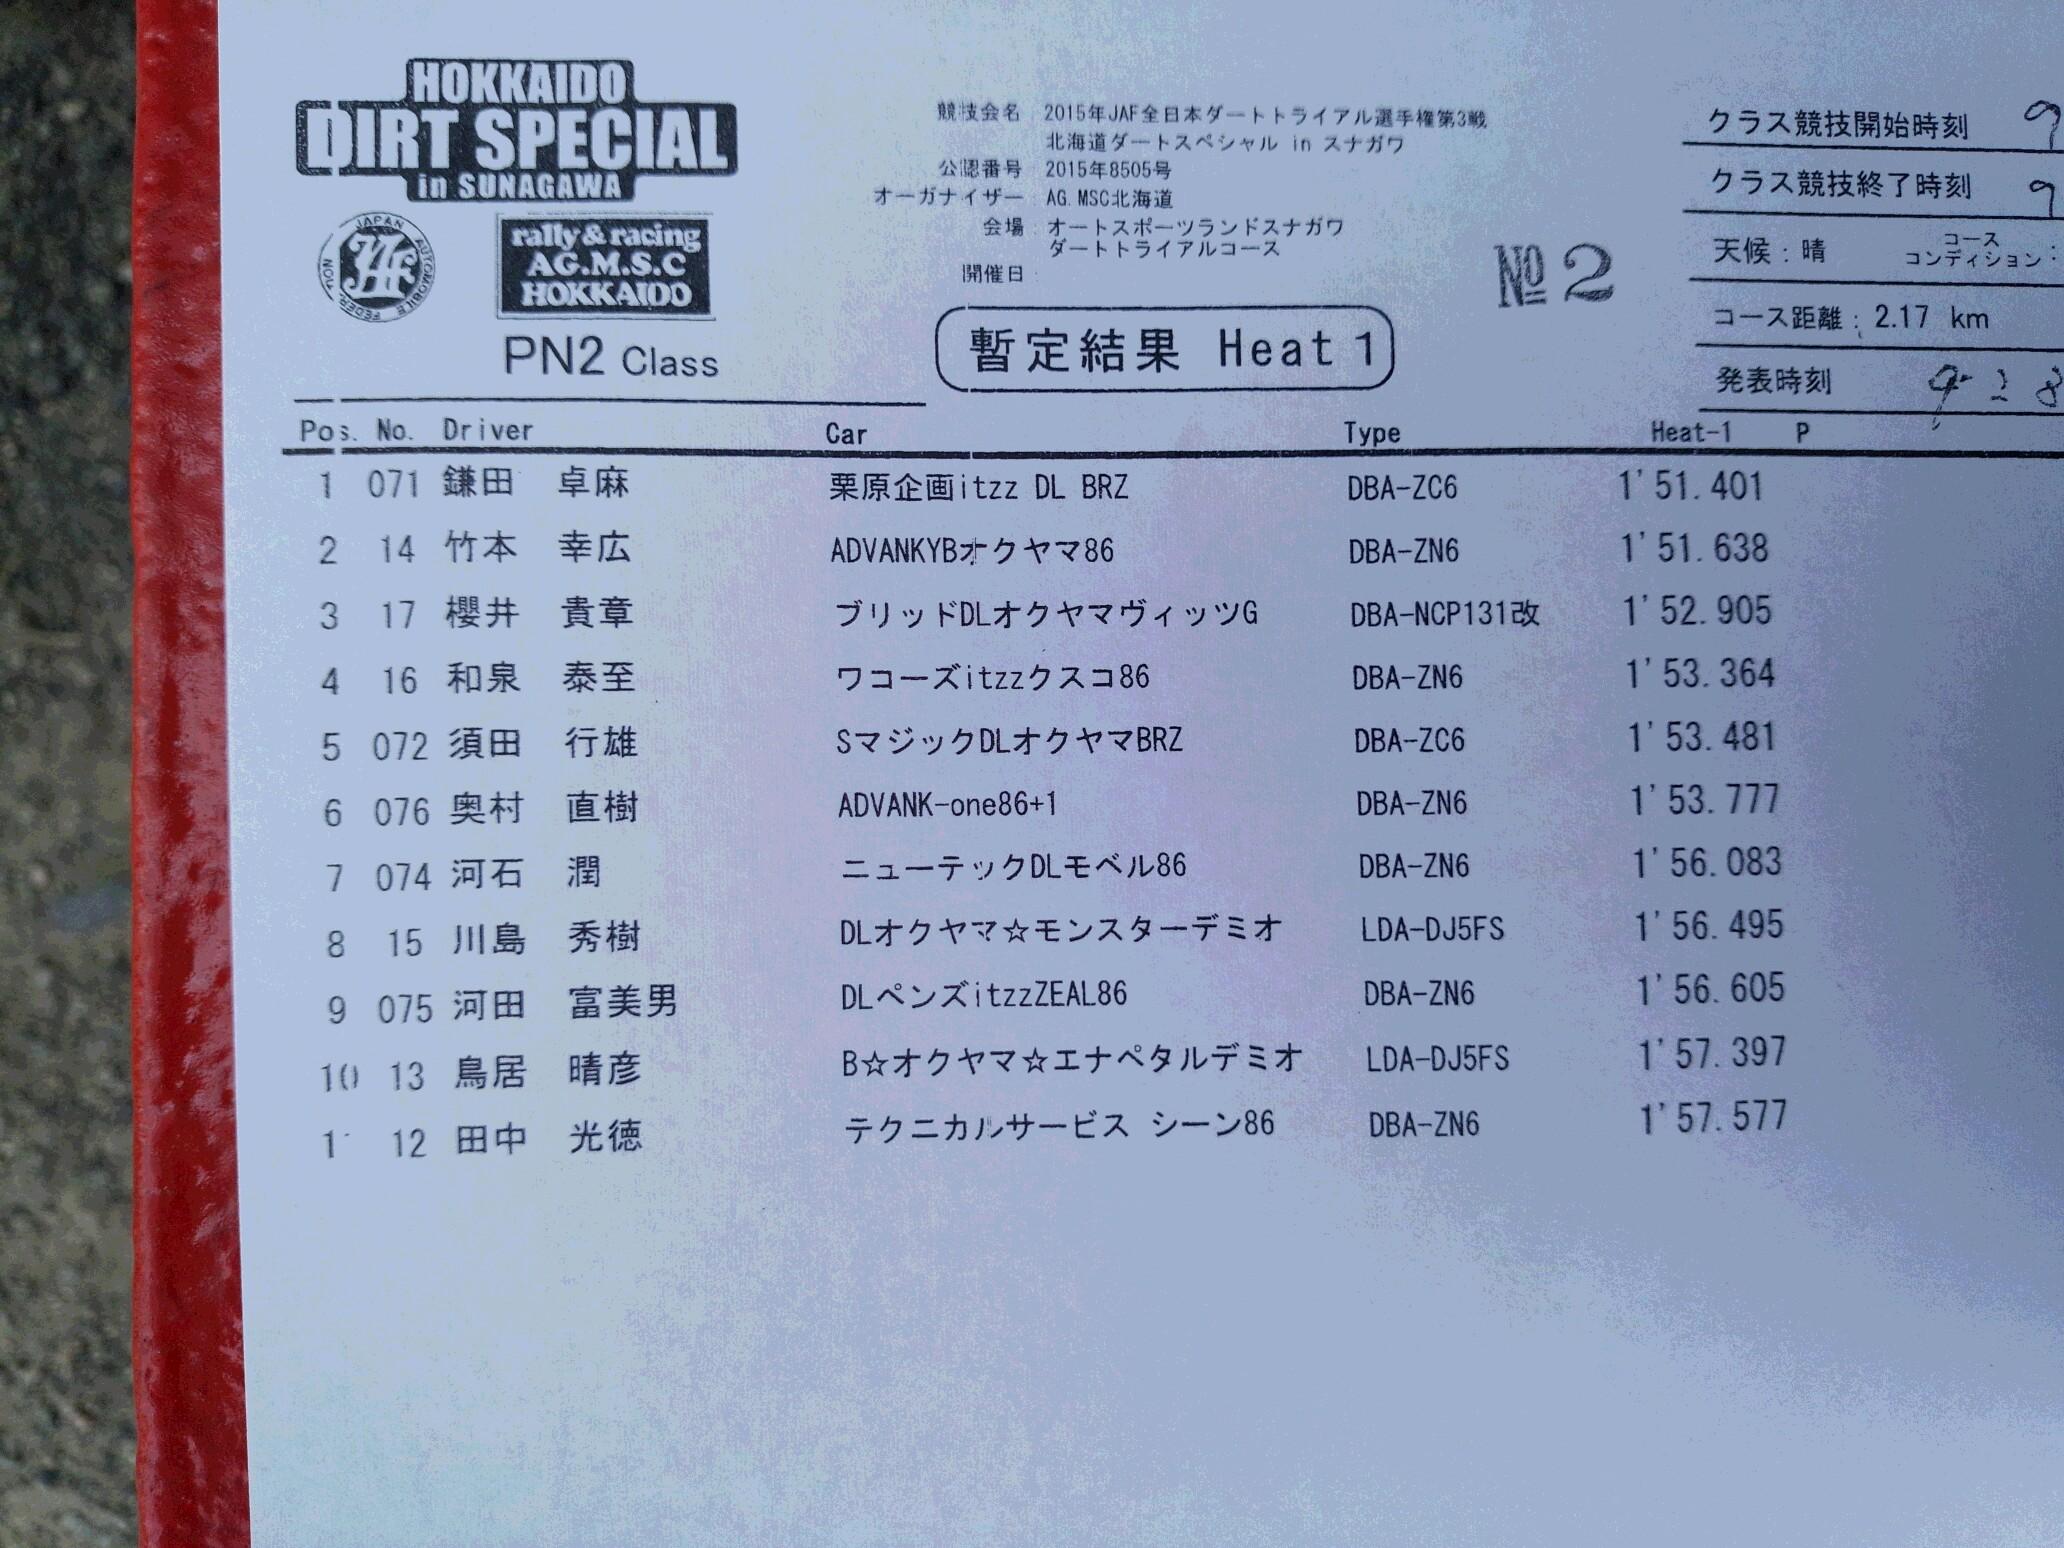 HOKKAIDO
DIRT SPECIAL
in SUNAGAWA
JAPAN AUTOMOBILE FEDERATION
JAF
rally & racing
AG.M.S.C
HOKKAIDO
PN2 Class
競技会名 : 2015年JAF全日本ダートトライアル選手権第3戦
北海道ダートスペシャル in スナガワ
公認番号 : 2015年8505号
オーガナイザー : AG.MSC北海道
会場 : オートスポーツランドスナガワ
ダートトライアルコース
開催日 :
暫定結果 Heat 1
№ 2
クラス競技開始時刻 9
クラス競技終了時刻 9
天候 : 晴 コースコンディション :
コース距離 : 2.17 km
発表時刻 9 28
Pos. No. Driver Car Type Heat-1 P
1 071 鎌田 卓麻 栗原企画itzz DL BRZ DBA-ZC6 1'51.401
2 14 竹本 幸広 ADVANKYBオクヤマ86 DBA-ZN6 1'51.638
3 17 櫻井 貴章 ブリッドDLオクヤマヴィッツG DBA-NCP131改 1'52.905
4 16 和泉 泰至 ワコーズitzzクスコ86 DBA-ZN6 1'53.364
5 072 須田 行雄 SマジックDLオクヤマBRZ DBA-ZC6 1'53.481
6 076 奥村 直樹 ADVANK-one86+1 DBA-ZN6 1'53.777
7 074 河石 潤 ニューテックDLモベル86 DBA-ZN6 1'56.083
8 15 川島 秀樹 DLオクヤマ☆モンスターデミオ LDA-DJ5FS 1'56.495
9 075 河田 富美男 DLペンズitzzZEAL86 DBA-ZN6 1'56.605
10 13 鳥居 晴彦 B☆オクヤマ☆エナペタルデミオ LDA-DJ5FS 1'57.397
11 12 田中 光徳 テクニカルサービス シーン86 DBA-ZN6 1'57.577